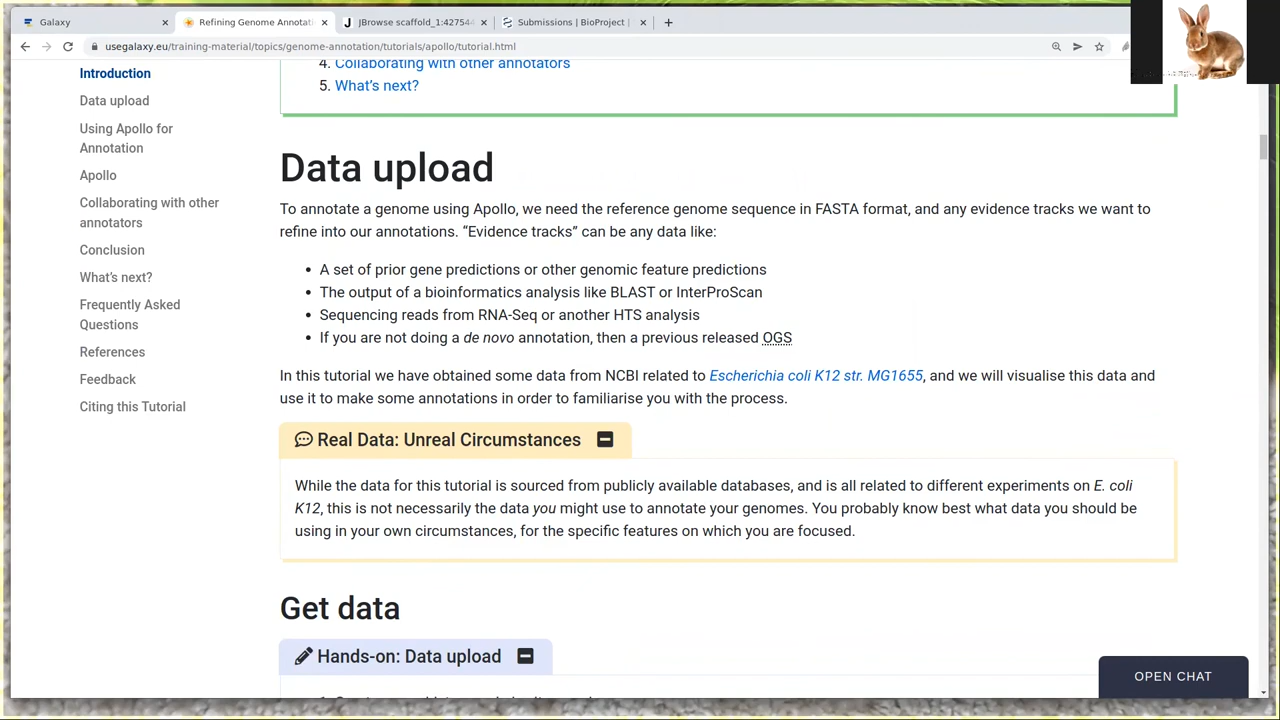 Galaxy
Refining Genome Annotati
JBrowse scaffold_1:42754
Submissions | BioProject |
usegalaxy.eu/training-material/topics/genome-annotation/tutorials/apollo/tutorial.html
Introduction
Data upload
Using Apollo for
Annotation
Apollo
Collaborating with other
annotators
Conclusion
What's next?
Frequently Asked
Questions
References
Feedback
Citing this Tutorial
4. Collaborating with other annotators
5. What's next?
Data upload
To annotate a genome using Apollo, we need the reference genome sequence in FASTA format, and any evidence tracks we want to
refine into our annotations. “Evidence tracks” can be any data like:
• A set of prior gene predictions or other genomic feature predictions
• The output of a bioinformatics analysis like BLAST or InterProScan
• Sequencing reads from RNA-Seq or another HTS analysis
• If you are not doing a de novo annotation, then a previous released OGS
In this tutorial we have obtained some data from NCBI related to Escherichia coli K12 str. MG1655, and we will visualise this data and
use it to make some annotations in order to familiarise you with the process.
Real Data: Unreal Circumstances
While the data for this tutorial is sourced from publicly available databases, and is all related to different experiments on E. coli
K12, this is not necessarily the data you might use to annotate your genomes. You probably know best what data you should be
using in your own circumstances, for the specific features on which you are focused.
Get data
Hands-on: Data upload
OPEN CHAT